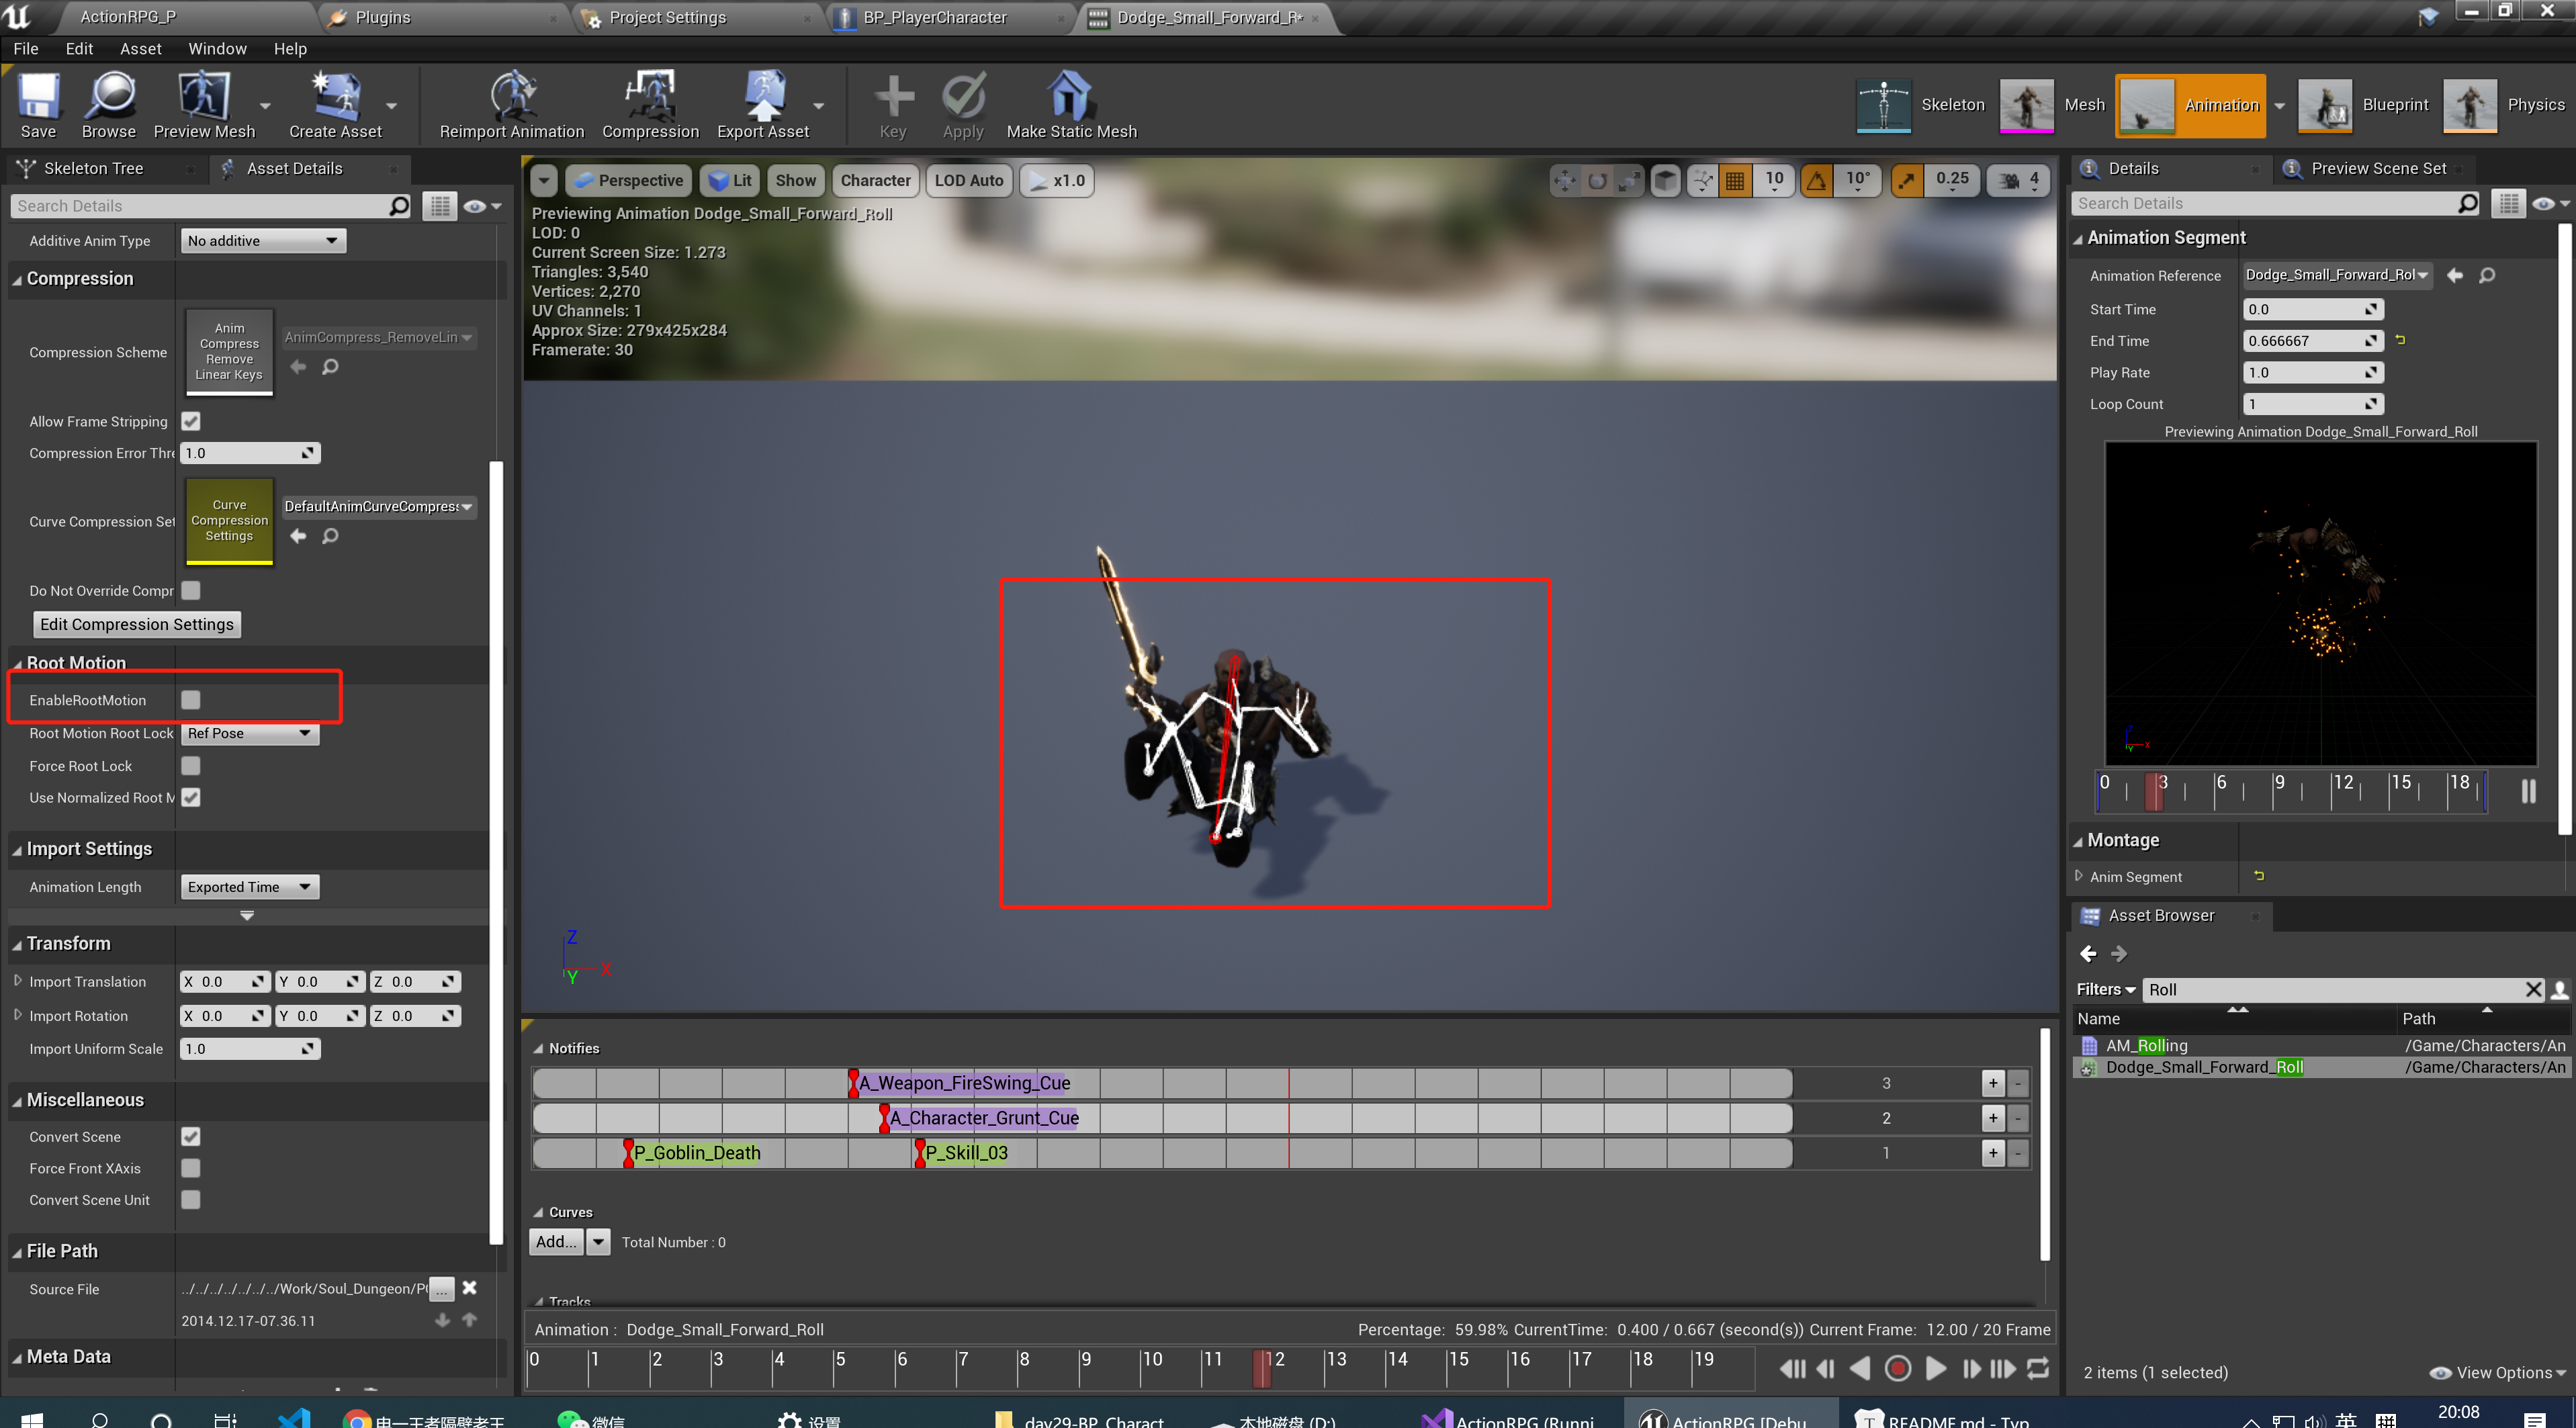 ActionRPG_P
Plugins
Project Settings
BP_PlayerCharacter
Dodge_Small_Forward_R*
File Edit Asset Window Help
Save Browse Preview Mesh Create Asset Reimport Animation Compression Export Asset Key Apply Make Static Mesh
Skeleton Mesh Animation Blueprint Physics
Skeleton Tree
Asset Details
Search Details
Additive Anim Type No additive
Compression
Compression Scheme
Anim
Compress
Remove
Linear Keys
AnimCompress_RemoveLin
Allow Frame Stripping
Compression Error Thre 1.0
Curve Compression Set
Curve
Compression
Settings
DefaultAnimCurveCompress
Do Not Override Compr
Edit Compression Settings
Root Motion
EnableRootMotion
Root Motion Root Lock Ref Pose
Force Root Lock
Use Normalized Root M
Import Settings
Animation Length Exported Time
Transform
Import Translation X 0.0 Y 0.0 Z 0.0
Import Rotation X 0.0 Y 0.0 Z 0.0
Import Uniform Scale 1.0
Miscellaneous
Convert Scene
Force Front XAxis
Convert Scene Unit
File Path
Source File ../../../../../../../Work/Soul_Dungeon/P ...
2014.12.17-07.36.11
Meta Data
Perspective Lit Show Character LOD Auto x1.0
10 10° 0.25 4
Previewing Animation Dodge_Small_Forward_Roll
LOD: 0
Current Screen Size: 1.273
Triangles: 3,540
Vertices: 2,270
UV Channels: 1
Approx Size: 279x425x284
Framerate: 30
Z
X
Y
Notifies
A_Weapon_FireSwing_Cue 3 + -
A_Character_Grunt_Cue 2 + -
P_Goblin_Death P_Skill_03 1 + -
Curves
Add... Total Number : 0
Tracks
Animation : Dodge_Small_Forward_Roll Percentage: 59.98% CurrentTime: 0.400 / 0.667 (second(s)) Current Frame: 12.00 / 20 Frame
0 1 2 3 4 5 6 7 8 9 10 11 12 13 14 15 16 17 18 19
Details
Preview Scene Set
Search Details
Animation Segment
Animation Reference Dodge_Small_Forward_Rol
Start Time 0.0
End Time 0.666667
Play Rate 1.0
Loop Count 1
Previewing Animation Dodge_Small_Forward_Roll
Z
X
Y
0 3 6 9 12 15 18
Montage
Anim Segment
Asset Browser
Filters Roll
Name Path
AM_Rolling /Game/Characters/An
Dodge_Small_Forward_Roll /Game/Characters/An
2 items (1 selected) View Options
申一王者隔壁老王
微信
设置
day29-BP_Charact
本地磁盘 (D:)
ActionRPG (Runni
ActionRPG [Debu
README.md - Typ
英
拼
20:08